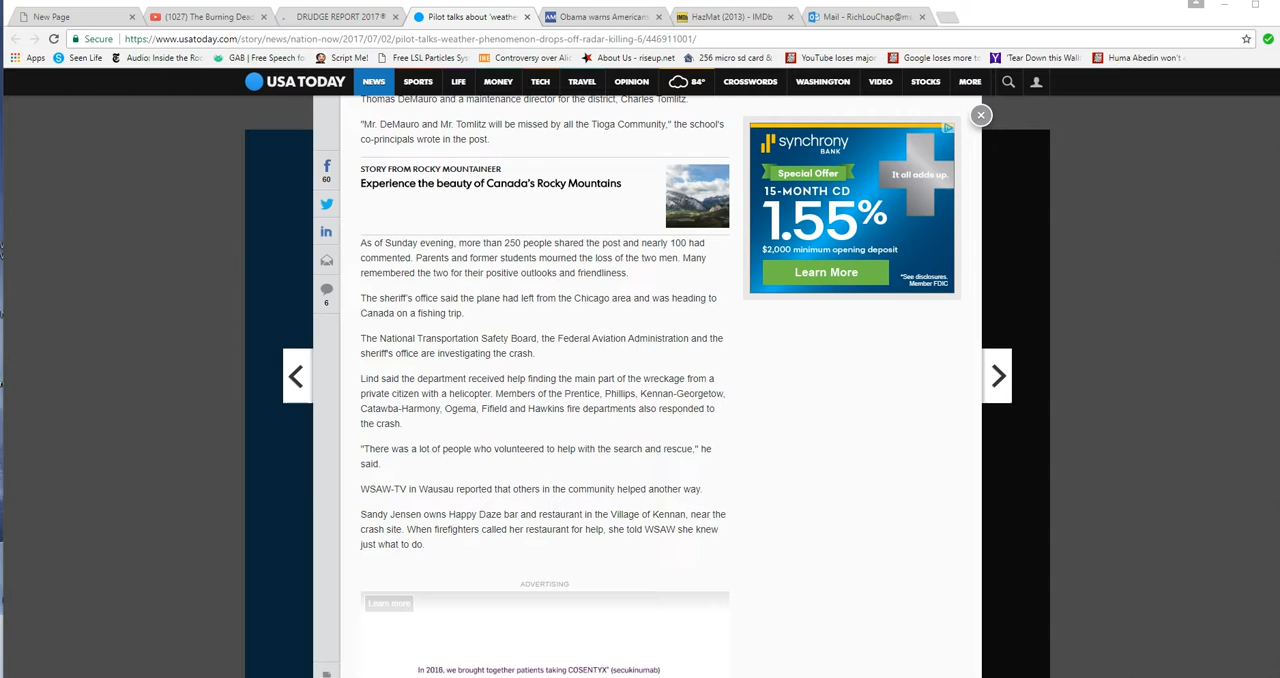 New Page
(1027) The Burning Dead
DRUDGE REPORT 2017®
Pilot talks about 'weathe
Obama warns American
HazMat (2013) - IMDb
Mail - RichLouChap@ms
Secure
https://www.usatoday.com/story/news/nation-now/2017/07/02/pilot-talks-weather-phenomenon-drops-off-radar-killing-6/446911001/
Apps
Seen Life
GAB | Free Speech fo
Audio: Inside the Roc
Script Me!
Free LSL Particles Sys
Controversy over Ali
About Us - riseup.net
256 micro sd card &
YouTube loses major
Google loses more to
'Tear Down this Wall
Huma Abedin won't
USA TODAY
NEWS
SPORTS
LIFE
MONEY
TECH
TRAVEL
OPINION
84°
CROSSWORDS
WASHINGTON
VIDEO
STOCKS
MORE
Thomas DeMauro and a maintenance director for the district, Charles Tomlitz.
"Mr. DeMauro and Mr. Tomlitz will be missed by all the Tioga Community," the school's
co-principals wrote in the post.
STORY FROM ROCKY MOUNTAINEER
Experience the beauty of Canada's Rocky Mountains
As of Sunday evening, more than 250 people shared the post and nearly 100 had
commented. Parents and former students mourned the loss of the two men. Many
remembered the two for their positive outlooks and friendliness.
The sheriff's office said the plane had left from the Chicago area and was heading to
Canada on a fishing trip.
The National Transportation Safety Board, the Federal Aviation Administration and the
sheriff's office are investigating the crash.
Lind said the department received help finding the main part of the wreckage from a
private citizen with a helicopter. Members of the Prentice, Phillips, Kennan-Georgetow,
Catawba-Harmony, Ogema, Fifield and Hawkins fire departments also responded to
the crash.
"There was a lot of people who volunteered to help with the search and rescue," he
said.
WSAW-TV in Wausau reported that others in the community helped another way.
Sandy Jensen owns Happy Daze bar and restaurant in the Village of Kennan, near the
crash site. When firefighters called her restaurant for help, she told WSAW she knew
just what to do.
ADVERTISING
Learn more
In 2016, we brought together patients taking COSENTYX® (secukinumab)
60
6
synchrony
BANK
Special Offer
It all adds up.
15-MONTH CD
1.55%
$2,000 minimum opening deposit
Learn More
*See disclosures.
Member FDIC